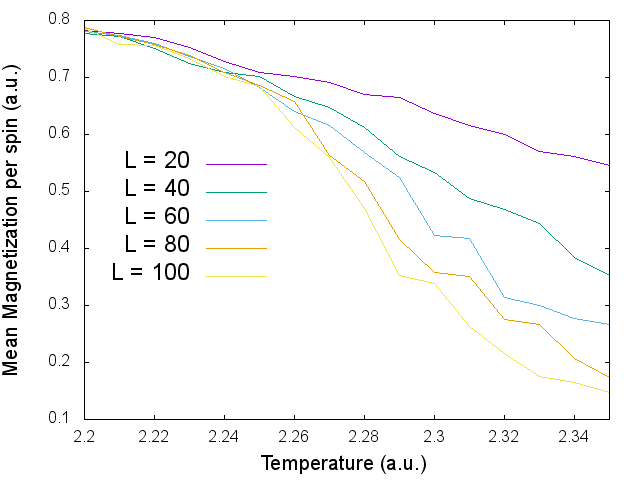 0.8
0.7
0.6
0.5
0.4
0.3
0.2
0.1
Mean Magnetization per spin (a.u.)
L = 20
L = 40
L = 60
L = 80
L = 100
2.2 2.22 2.24 2.26 2.28 2.3 2.32 2.34
Temperature (a.u.)